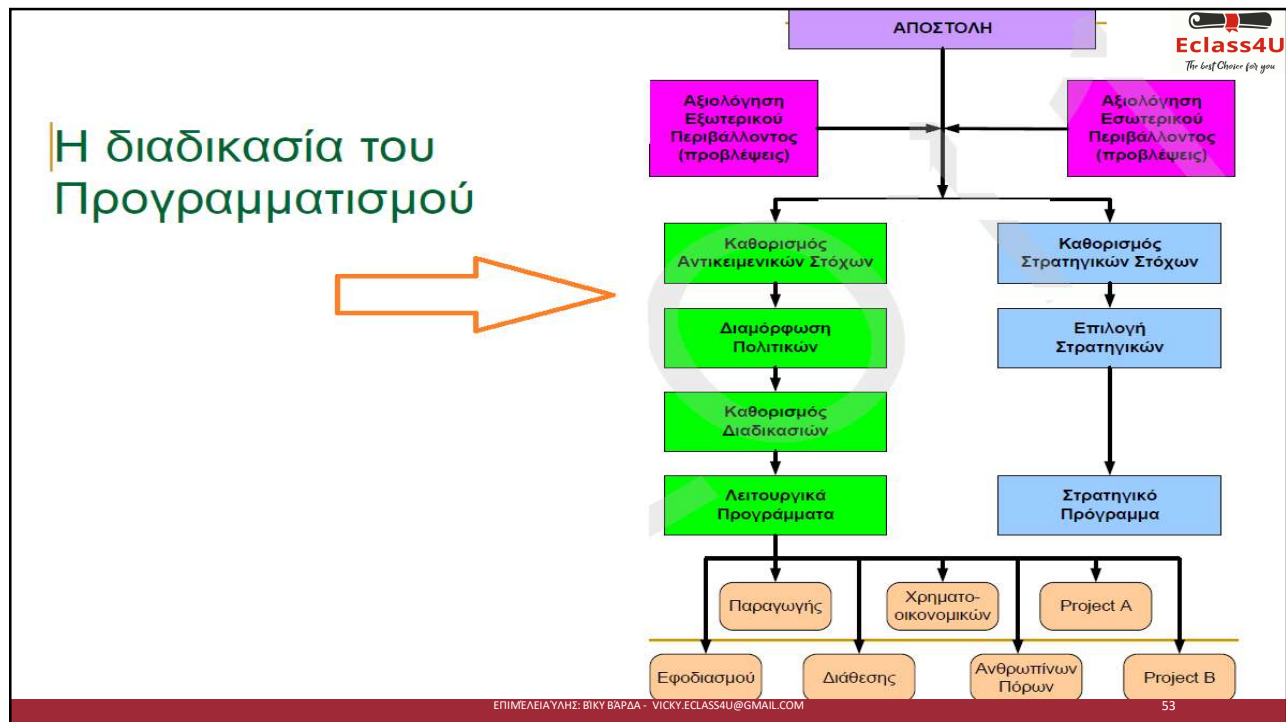 ΑΠΟΣΤΟΛΗ
Eclass4U
The best Choice for you
Η διαδικασία του
Προγραμματισμού
Αξιολόγηση
Εξωτερικού
Περιβάλλοντος
(προβλέψεις)
Αξιολόγηση
Εσωτερικού
Περιβάλλοντος
(προβλέψεις)
Καθορισμός
Αντικειμενικών Στόχων
Καθορισμός
Στρατηγικών Στόχων
Διαμόρφωση
Πολιτικών
Επιλογή
Στρατηγικών
Καθορισμός
Διαδικασιών
Λειτουργικά
Προγράμματα
Στρατηγικό
Πρόγραμμα
Παραγωγής
Χρηματο-
οικονομικών
Project A
Εφοδιασμού
Διάθεσης
Ανθρωπίνων
Πόρων
Project B
ΕΠΙΜΈΛΕΙΑ ΎΛΗΣ: ΒΊΚΥ ΒΆΡΔΑ - VICKY.ECLASS4U@GMAIL.COM
53